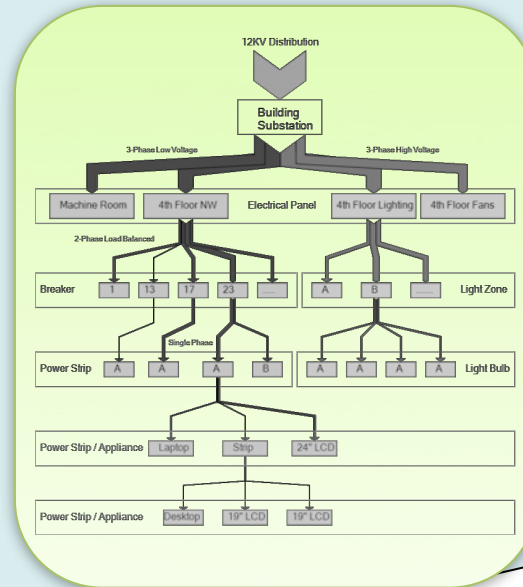 12KV Distribution
Building
Substation
3-Phase Low Voltage 3-Phase High Voltage
Machine Room 4th Floor NW Electrical Panel 4th Floor Lighting 4th Floor Fans
2-Phase Load Balanced
Breaker 1 13 17 23 ..... A B ....... Light Zone
Single Phase
Power Strip A A A B A A A A Light Bulb
Power Strip / Appliance Laptop Strip 24" LCD
Power Strip / Appliance Desktop 19" LCD 19" LCD